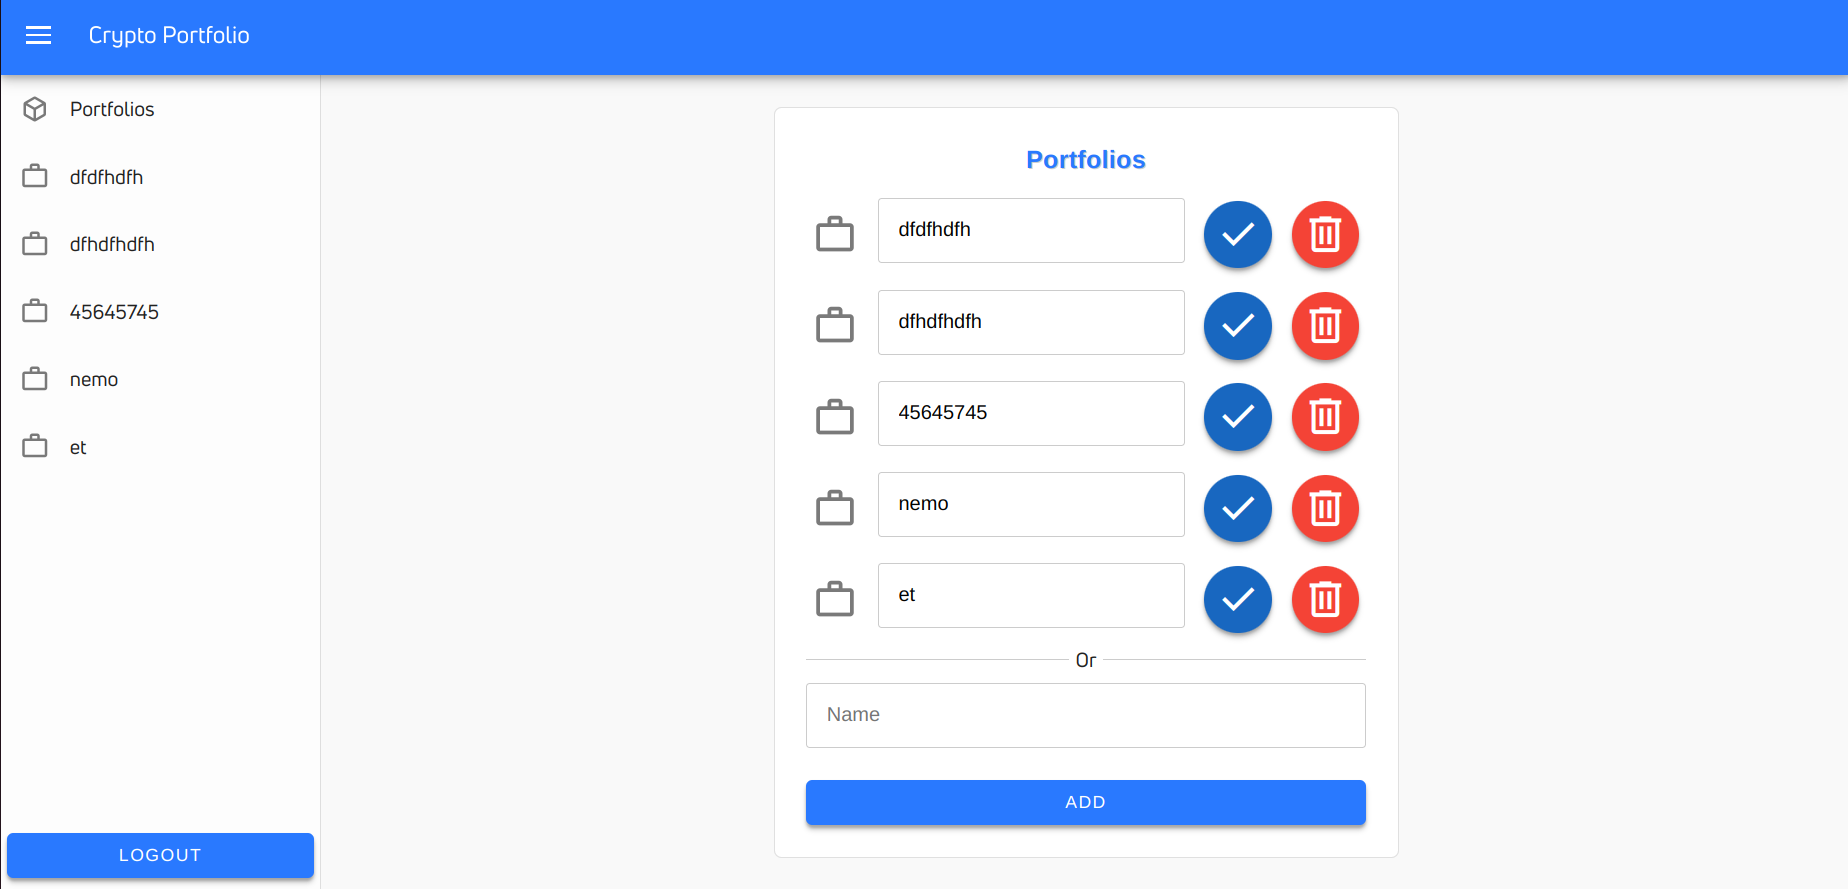 Crypto Portfolio
Portfolios
dfdfhdfh
dfhdfhdfh
45645745
nemo
et
LOGOUT
Portfolios
dfdfhdfh
dfhdfhdfh
45645745
nemo
et
Or
Name
ADD